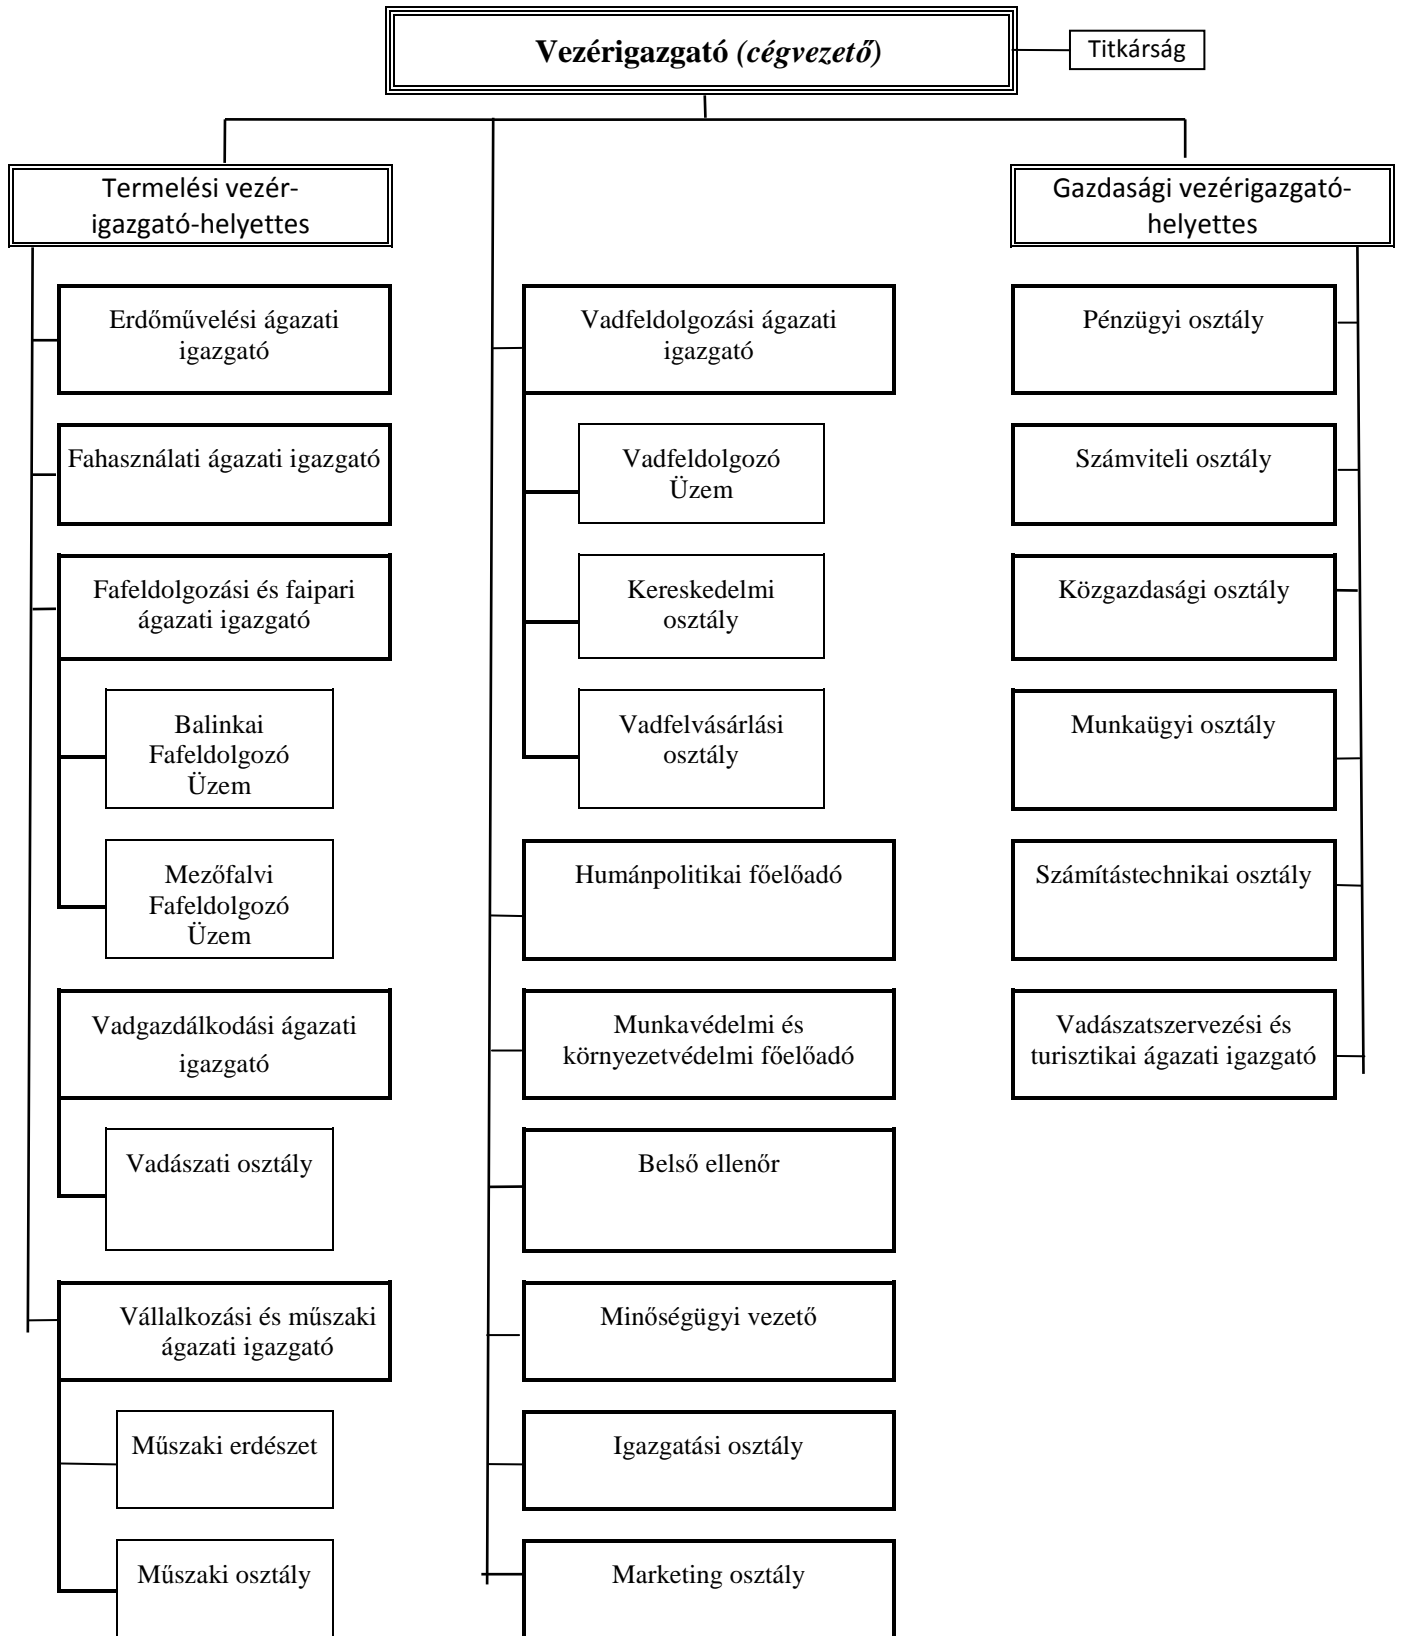 Vezérigazgató (cégvezető)
Titkárság
Termelési vezér-
igazgató-helyettes
Gazdasági vezérigazgató-
helyettes
Erdőművelési ágazati
igazgató
Fahasználati ágazati igazgató
Fafeldolgozási és faipari
ágazati igazgató
Balinkai
Fafeldolgozó
Üzem
Mezőfalvi
Fafeldolgozó
Üzem
Vadgazdálkodási ágazati
igazgató
Vadászati osztály
Vállalkozási és műszaki
ágazati igazgató
Műszaki erdészet
Műszaki osztály
Vadfeldolgozási ágazati
igazgató
Vadfeldolgozó
Üzem
Kereskedelmi
osztály
Vadfelvásárlási
osztály
Humánpolitikai főelőadó
Munkavédelmi és
környezetvédelmi főelőadó
Belső ellenőr
Minőségügyi vezető
Igazgatási osztály
Marketing osztály
Pénzügyi osztály
Számviteli osztály
Közgazdasági osztály
Munkaügyi osztály
Számítástechnikai osztály
Vadászatszervezési és
turisztikai ágazati igazgató